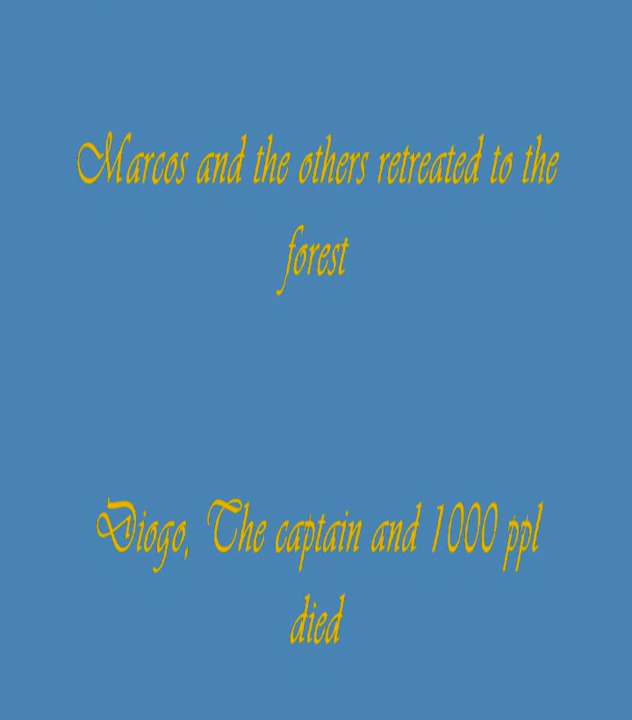 Marcos and the others retreated to the
forest
Diogo, The captain and 1000 ppl
died